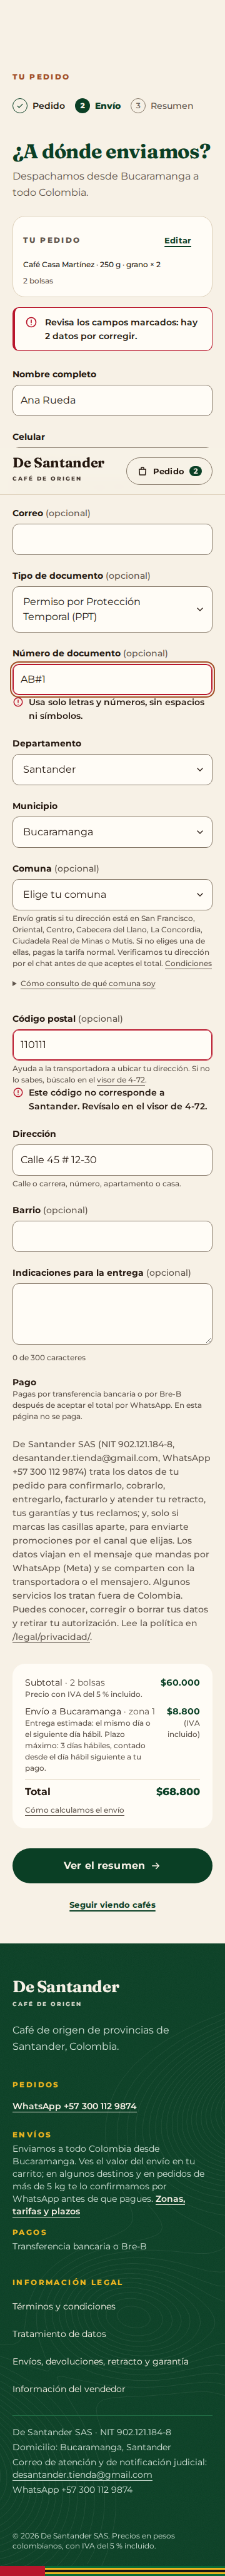 TU PEDIDO
Pedido
2 Envío
3 Resumen
¿A dónde enviamos?
Despachamos desde Bucaramanga a
todo Colombia.
TU PEDIDO
Editar
Café Casa Martínez · 250 g · grano × 2
2 bolsas
Revisa los campos marcados: hay
2 datos por corregir.
Nombre completo
Ana Rueda
Celular
De Santander
CAFÉ DE ORIGEN
Pedido 2
Correo (opcional)
Tipo de documento (opcional)
Permiso por Protección
Temporal (PPT)
Número de documento (opcional)
AB#1
Usa solo letras y números, sin espacios
ni símbolos.
Departamento
Santander
Municipio
Bucaramanga
Comuna (opcional)
Elige tu comuna
Envío gratis si tu dirección está en San Francisco,
Oriental, Centro, Cabecera del Llano, La Concordia,
Ciudadela Real de Minas o Mutis. Si no eliges una de
ellas, pagas la tarifa normal. Verificamos tu dirección
por el chat antes de que aceptes el total. Condiciones
Cómo consulto de qué comuna soy
Código postal (opcional)
110111
Ayuda a la transportadora a ubicar tu dirección. Si no
lo sabes, búscalo en el visor de 4-72.
Este código no corresponde a
Santander. Revísalo en el visor de 4-72.
Dirección
Calle 45 # 12-30
Calle o carrera, número, apartamento o casa.
Barrio (opcional)
Indicaciones para la entrega (opcional)
0 de 300 caracteres
Pago
Pagas por transferencia bancaria o por Bre-B
después de aceptar el total por WhatsApp. En esta
página no se paga.
De Santander SAS (NIT 902.121.184-8,
desantander.tienda@gmail.com, WhatsApp
+57 300 112 9874) trata los datos de tu
pedido para confirmarlo, cobrarlo,
entregarlo, facturarlo y atender tu retracto,
tus garantías y tus reclamos; y, solo si
marcas las casillas aparte, para enviarte
promociones por el canal que elijas. Los
datos viajan en el mensaje que mandas por
WhatsApp (Meta) y se comparten con la
transportadora o el mensajero. Algunos
servicios los tratan fuera de Colombia.
Puedes conocer, corregir o borrar tus datos
y retirar tu autorización. Lee la política en
/legal/privacidad/.
Subtotal · 2 bolsas $60.000
Precio con IVA del 5 % incluido.
Envío a Bucaramanga · zona 1 $8.800
Entrega estimada: el mismo día o (IVA
el siguiente día hábil. Plazo incluido)
máximo: 3 días hábiles, contado
desde el día hábil siguiente a tu
pago.
Total $68.800
Cómo calculamos el envío
Ver el resumen →
Seguir viendo cafés
De Santander
CAFÉ DE ORIGEN
Café de origen de provincias de
Santander, Colombia.
PEDIDOS
WhatsApp +57 300 112 9874
ENVÍOS
Enviamos a todo Colombia desde
Bucaramanga. Ves el valor del envío en tu
carrito; en algunos destinos y en pedidos de
más de 5 kg te lo confirmamos por
WhatsApp antes de que pagues. Zonas,
tarifas y plazos
PAGOS
Transferencia bancaria o Bre-B
INFORMACIÓN LEGAL
Términos y condiciones
Tratamiento de datos
Envíos, devoluciones, retracto y garantía
Información del vendedor
De Santander SAS · NIT 902.121.184-8
Domicilio: Bucaramanga, Santander
Correo de atención y de notificación judicial:
desantander.tienda@gmail.com
WhatsApp +57 300 112 9874
© 2026 De Santander SAS. Precios en pesos
colombianos, con IVA del 5 % incluido.